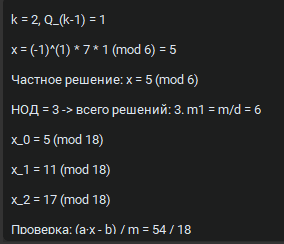 k = 2, Q_(k-1) = 1
x = (-1)^(1) * 7 * 1 (mod 6) = 5
Частное решение: x = 5 (mod 6)
НОД = 3 -> всего решений: 3. m1 = m/d = 6
x_0 = 5 (mod 18)
x_1 = 11 (mod 18)
x_2 = 17 (mod 18)
Проверка: (a·x - b) / m = 54 / 18